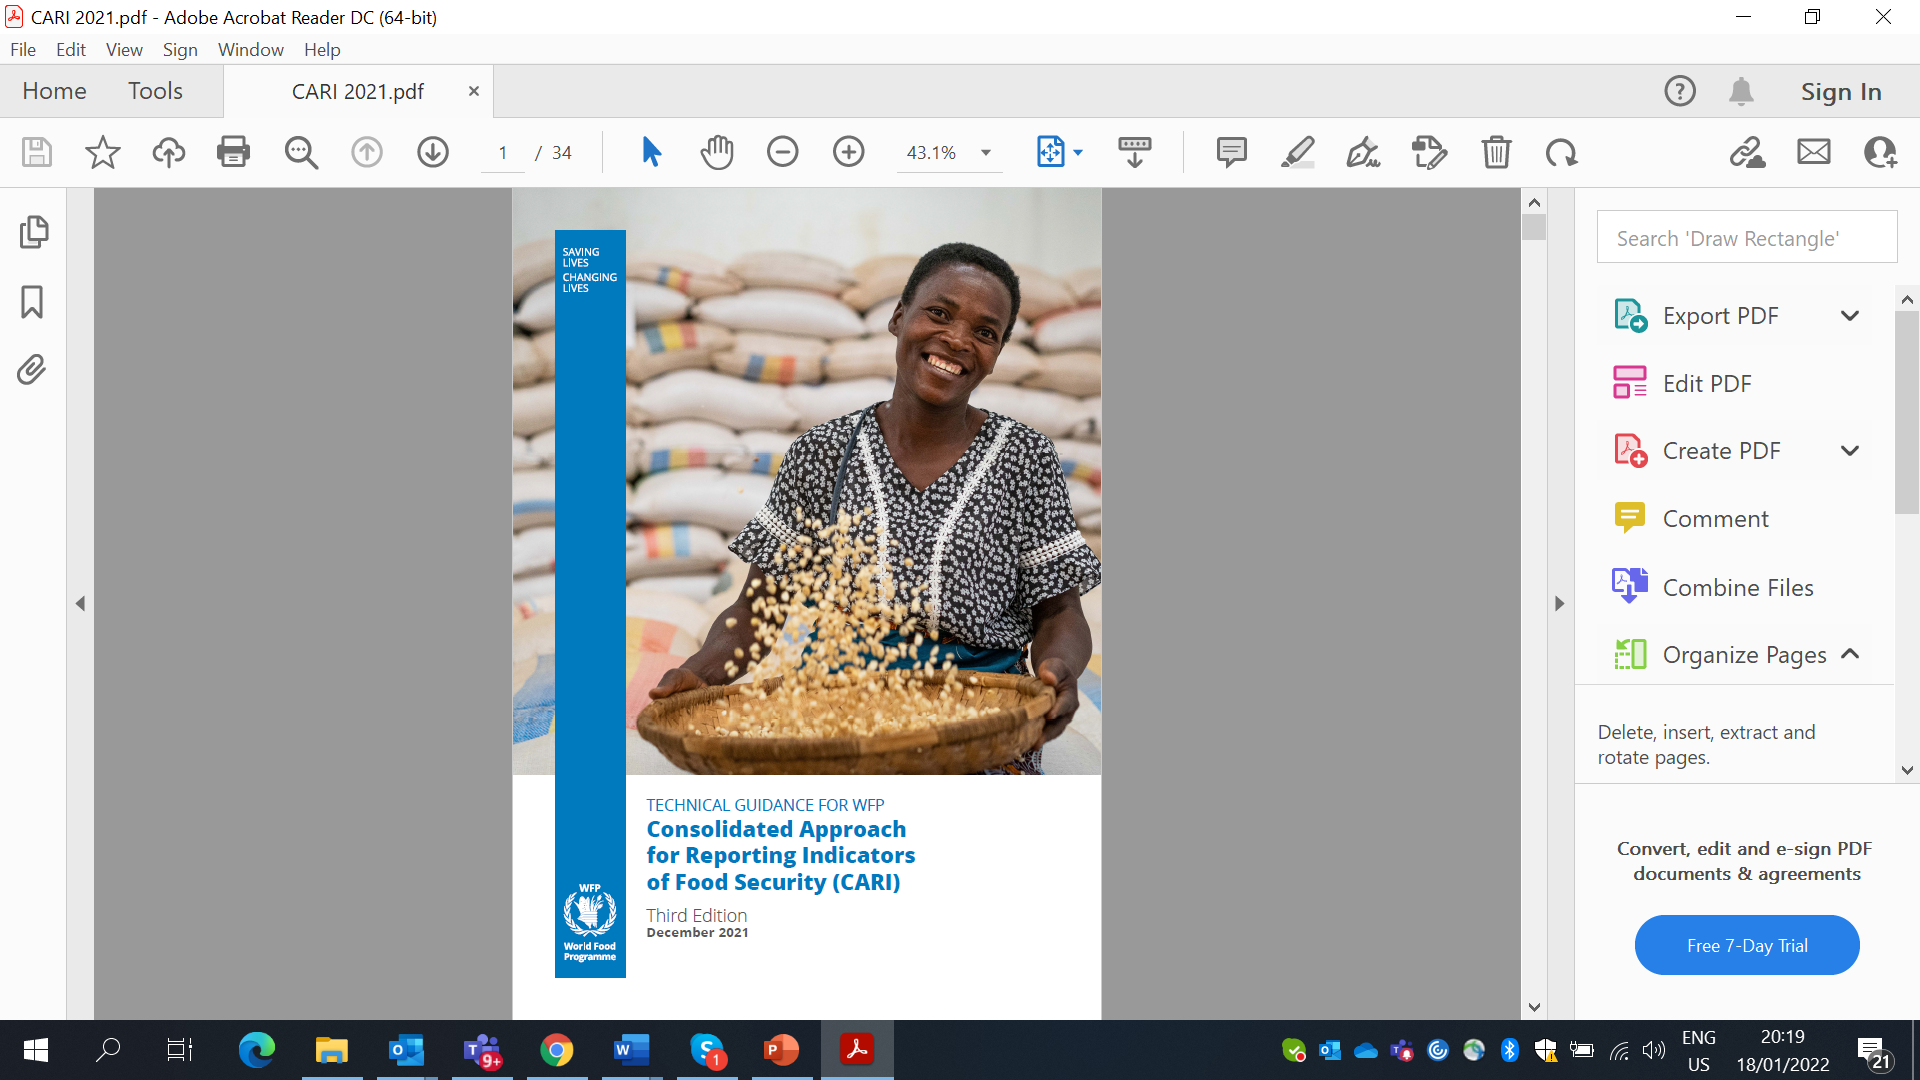 CARI 2021.pdf - Adobe Acrobat Reader DC (64-bit)
File Edit View Sign Window Help
Home Tools CARI 2021.pdf Sign In
1 / 34 43.1%
SAVING
LIVES
CHANGING
LIVES
TECHNICAL GUIDANCE FOR WFP
Consolidated Approach
for Reporting Indicators
of Food Security (CARI)
Third Edition
December 2021
WFP
World Food
Programme
Search 'Draw Rectangle'
Export PDF
Edit PDF
Create PDF
Comment
Combine Files
Organize Pages
Delete, insert, extract and
rotate pages.
Convert, edit and e-sign PDF
documents & agreements
Free 7-Day Trial
9+
1
ENG
US
20:19
18/01/2022
21